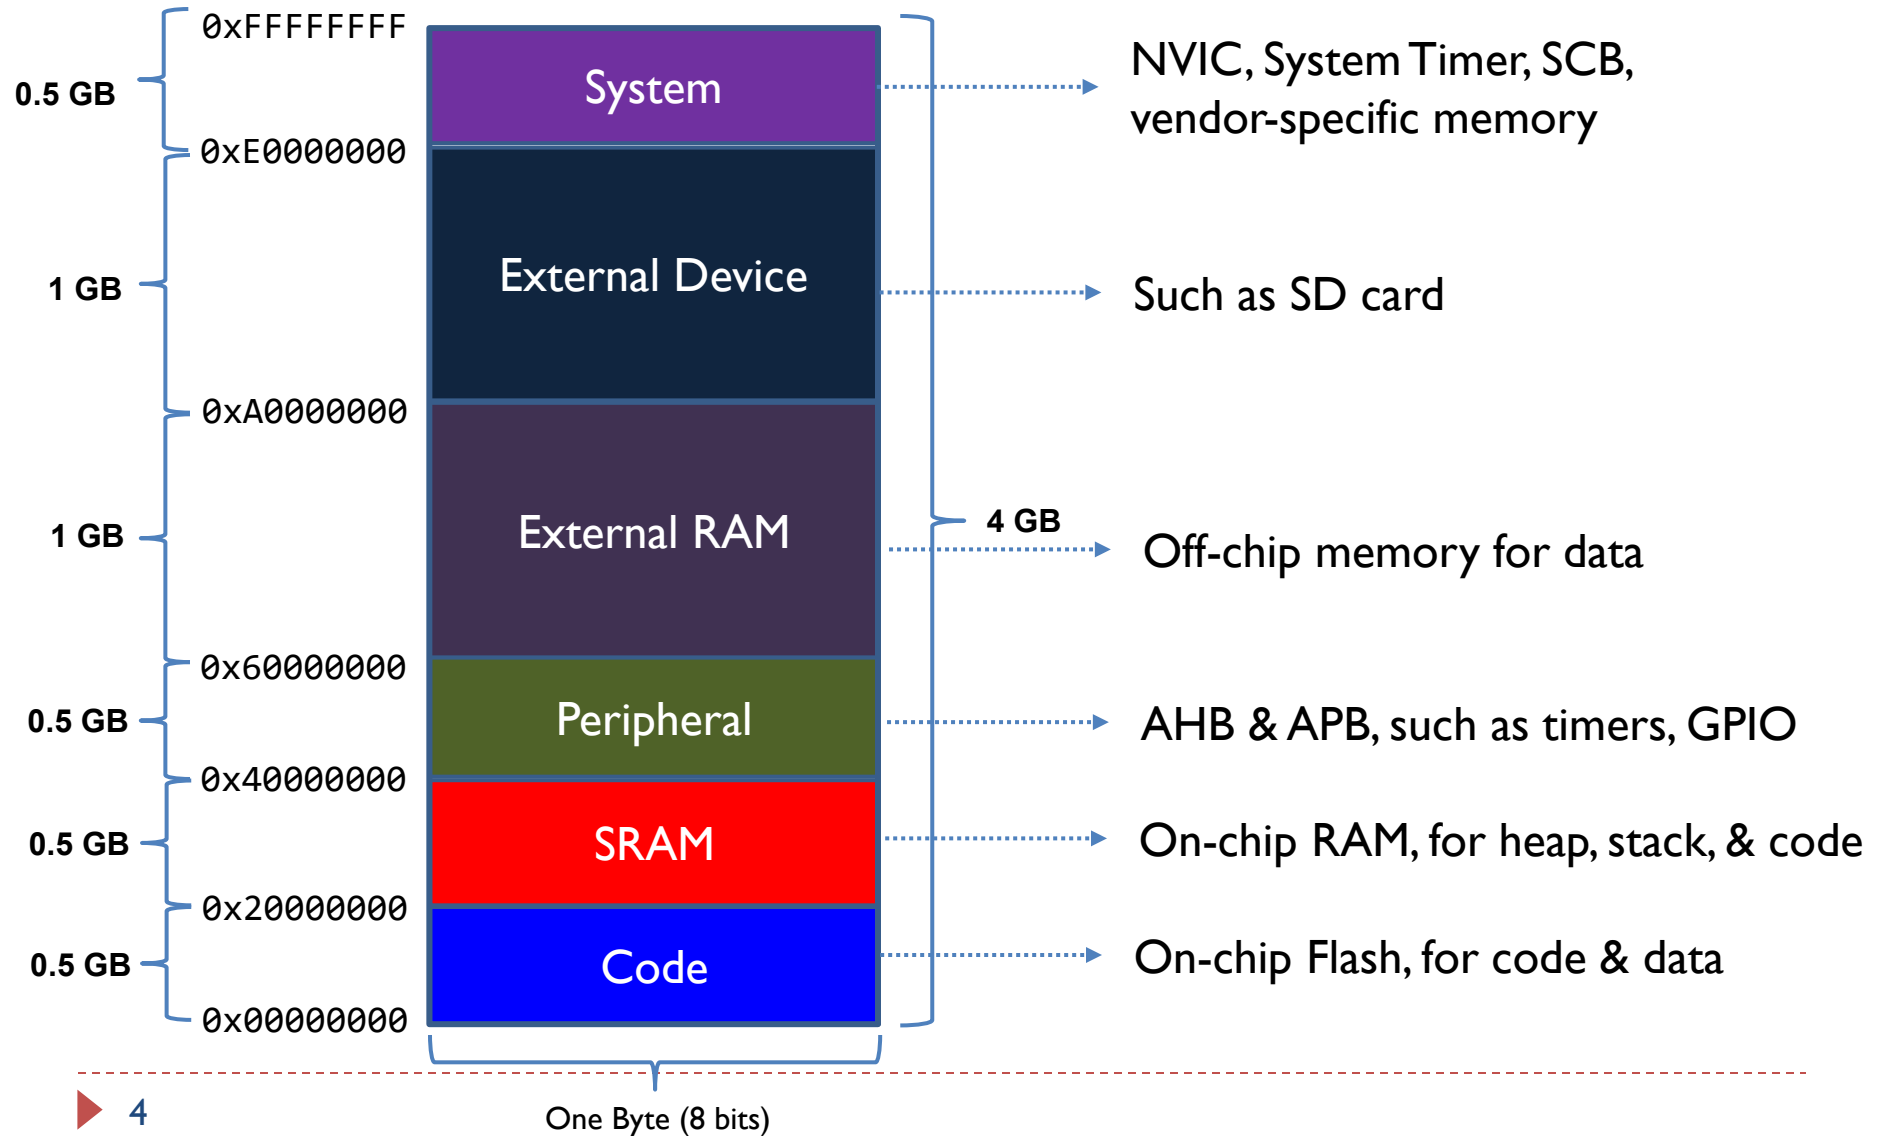 0xFFFFFFFF
0.5 GB
System
NVIC, System Timer, SCB,
vendor-specific memory
0xE0000000
1 GB
External Device
Such as SD card
0xA0000000
1 GB
External RAM
4 GB
Off-chip memory for data
0x60000000
0.5 GB
Peripheral
AHB & APB, such as timers, GPIO
0x40000000
0.5 GB
SRAM
On-chip RAM, for heap, stack, & code
0x20000000
0.5 GB
Code
On-chip Flash, for code & data
0x00000000
4
One Byte (8 bits)